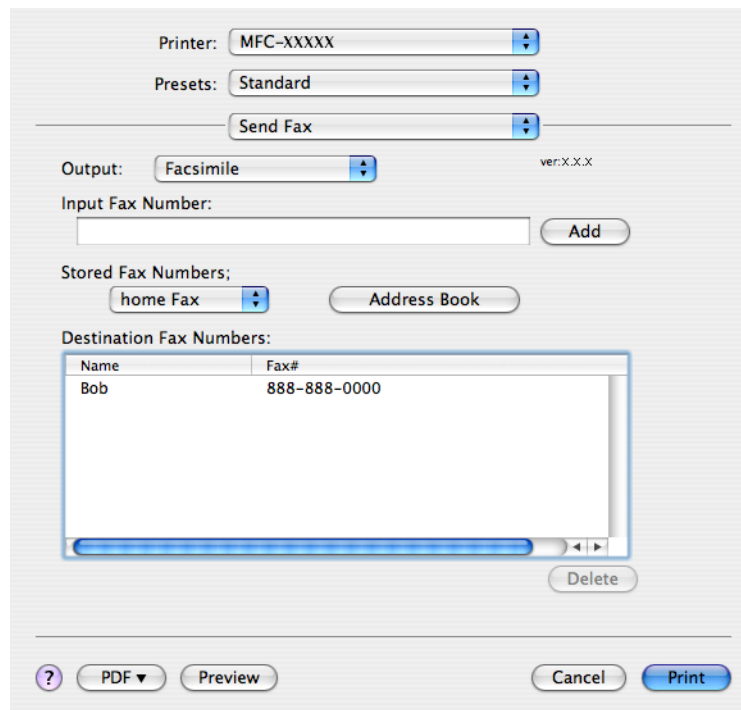 Printer: MFC-XXXXX
Presets: Standard
Send Fax
Output: Facsimile ver:X.X.X
Input Fax Number:
Add
Stored Fax Numbers;
home Fax Address Book
Destination Fax Numbers:
Name Fax#
Bob 888-888-0000
Delete
? PDF▼ Preview Cancel Print